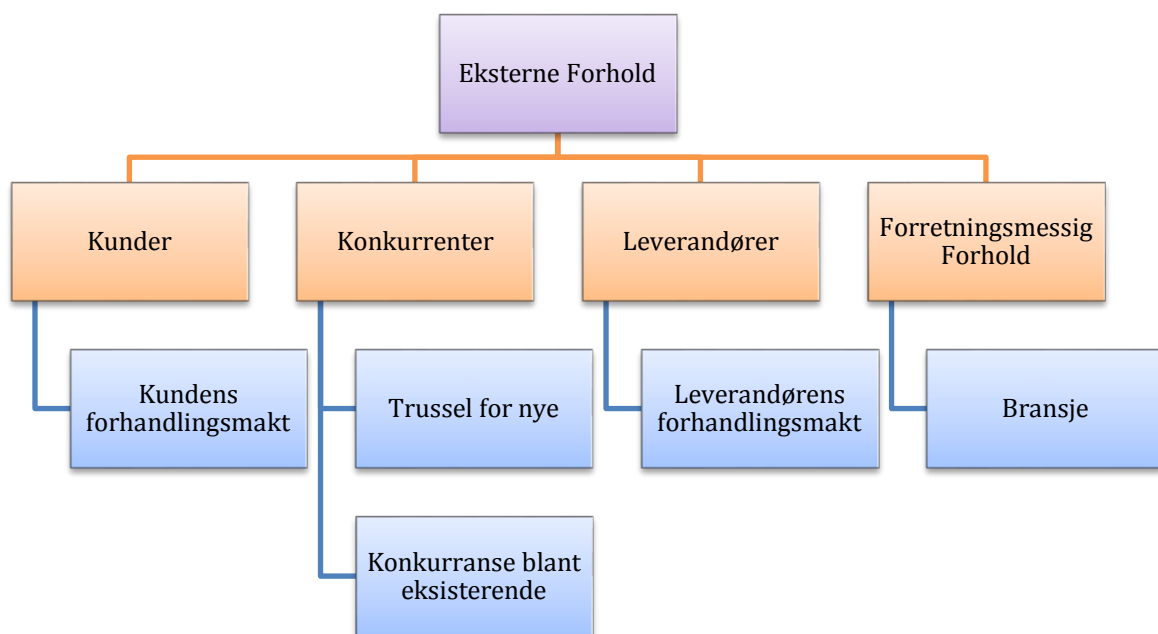 Eksterne Forhold
Kunder
Konkurrenter
Leverandører
Forretningsmessig
Forhold
Kundens
forhandlingsmakt
Trussel for nye
Leverandørens
forhandlingsmakt
Bransje
Konkurranse blant
eksisterende